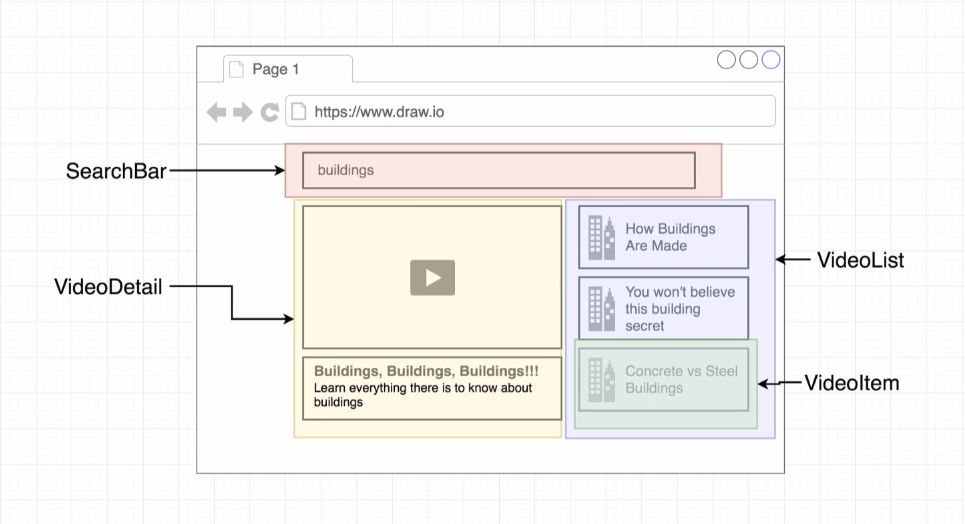 Page 1
https://www.draw.io
SearchBar
buildings
VideoDetail
Buildings, Buildings, Buildings!!!
Learn everything there is to know about
buildings
How Buildings
Are Made
You won't believe
this building
secret
Concrete vs Steel
Buildings
VideoList
VideoItem